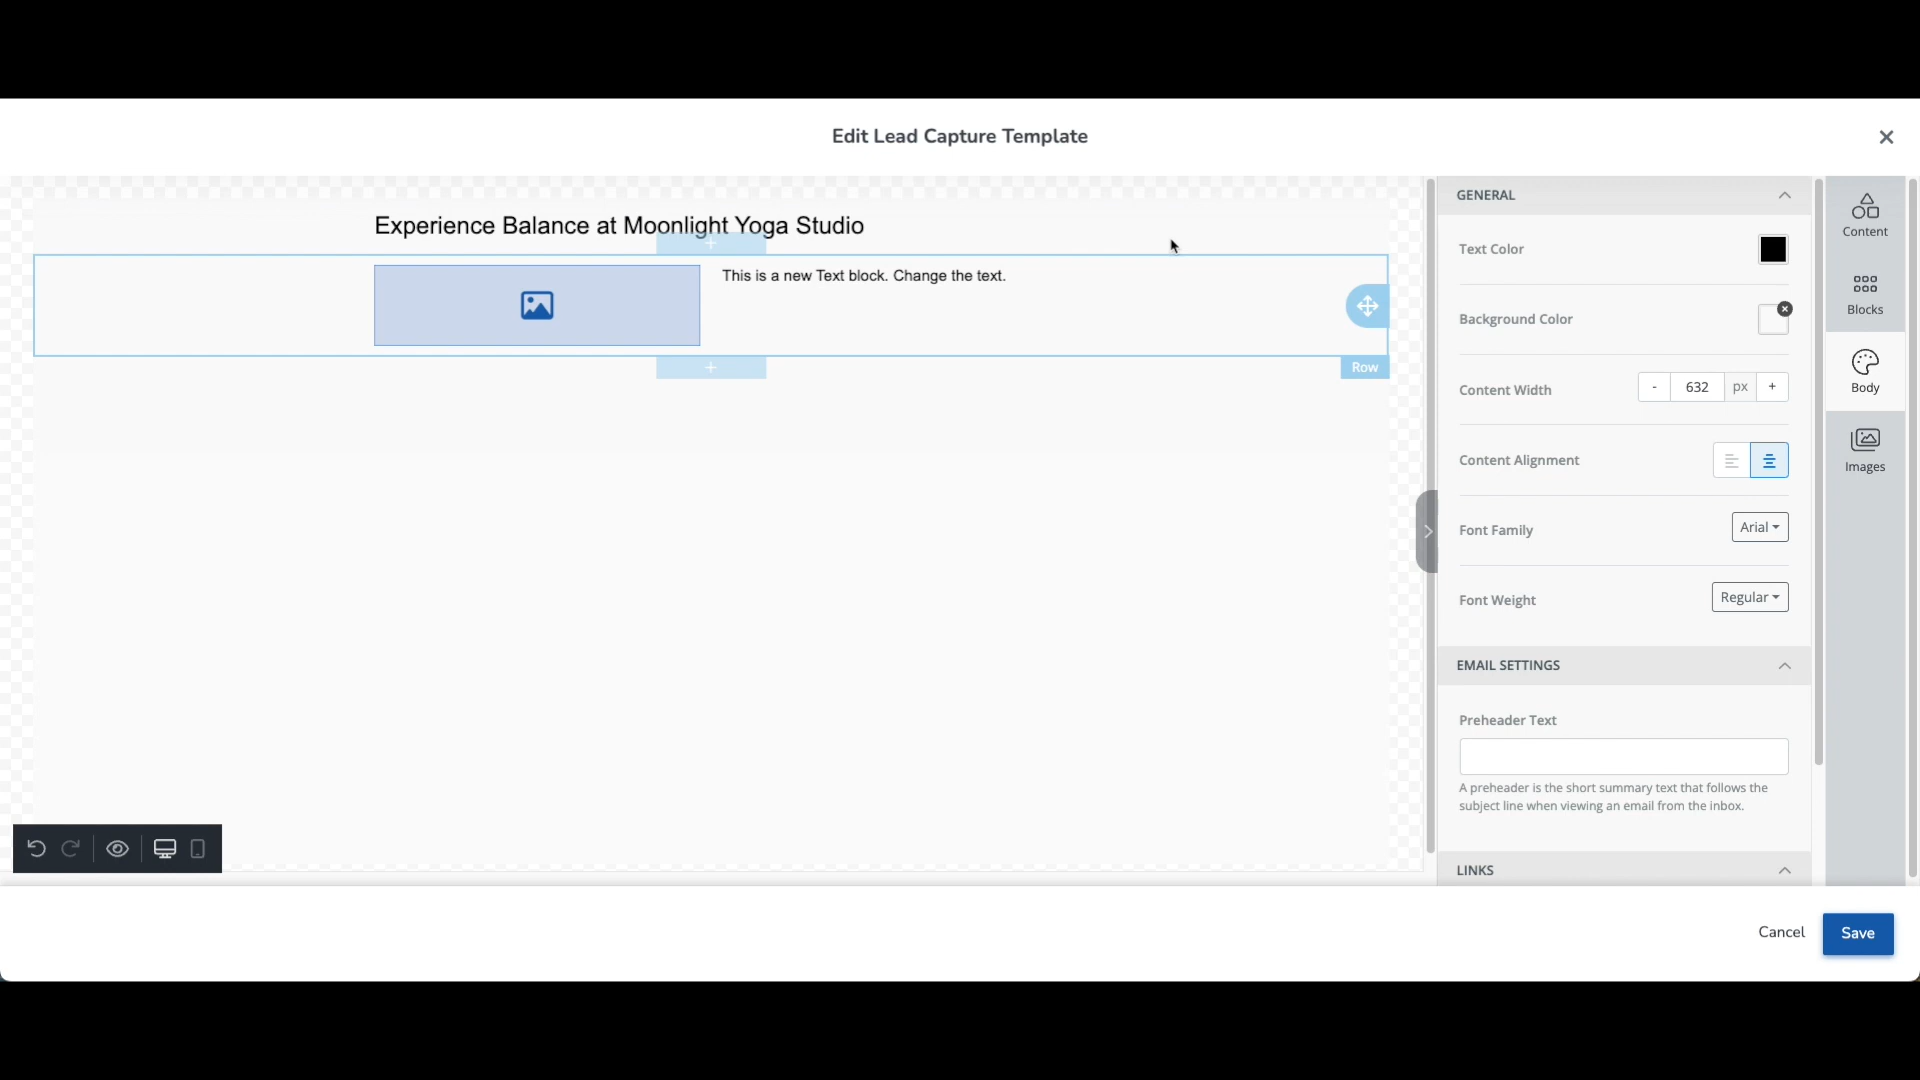 Edit Lead Capture Template
Experience Balance at Moonlight Yoga Studio
This is a new Text block. Change the text.
Row
GENERAL
Text Color
Background Color
Content Width
- 632 px +
Content Alignment
Font Family
Arial
Font Weight
Regular
EMAIL SETTINGS
Preheader Text
A preheader is the short summary text that follows the
subject line when viewing an email from the inbox.
LINKS
Content
Blocks
Body
Images
Cancel
Save